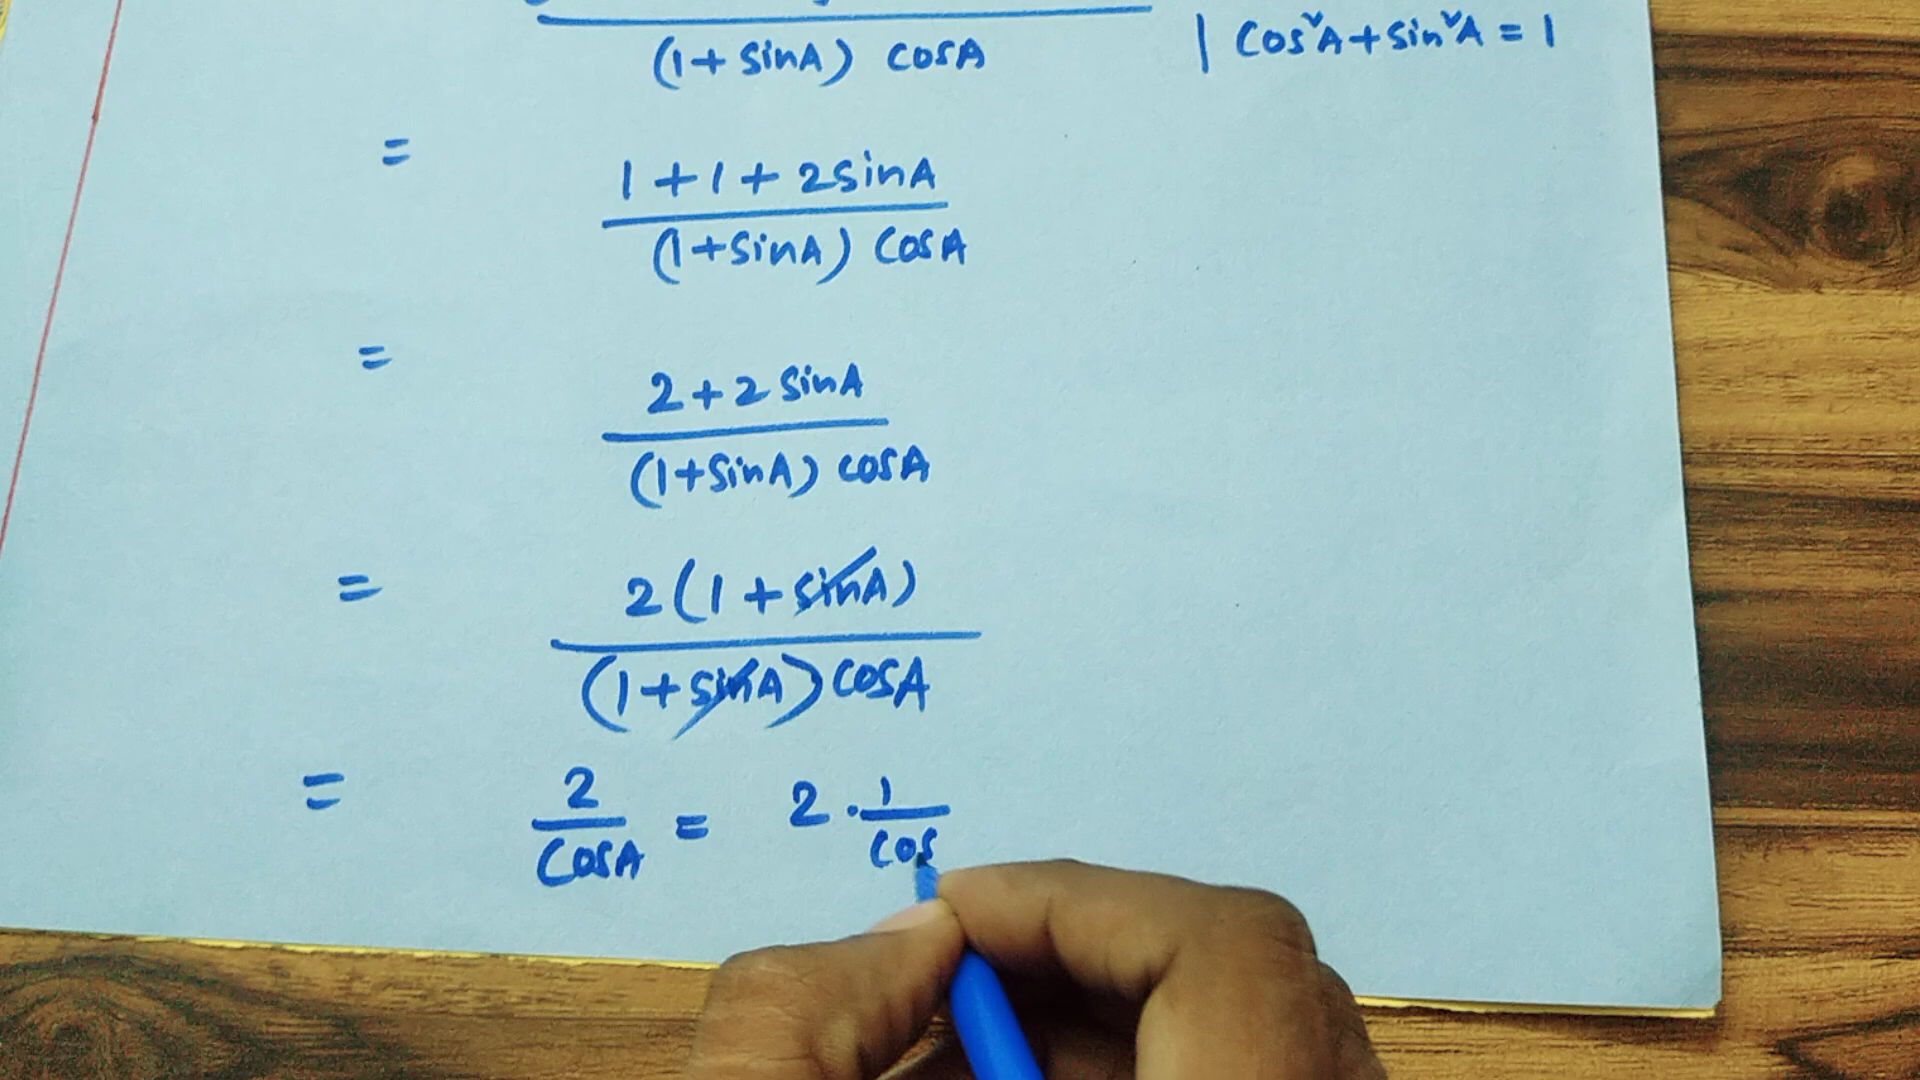 (1+ SinA) cosA | Cos²A+Sin²A = 1
= 1+1+2SinA
(1+SinA) CosA
= 2+2 SinA
(1+SinA) cosA
= 2(1+sinA)
(1+sinA) cosA
= 2 = 2 . 1
CosA cos